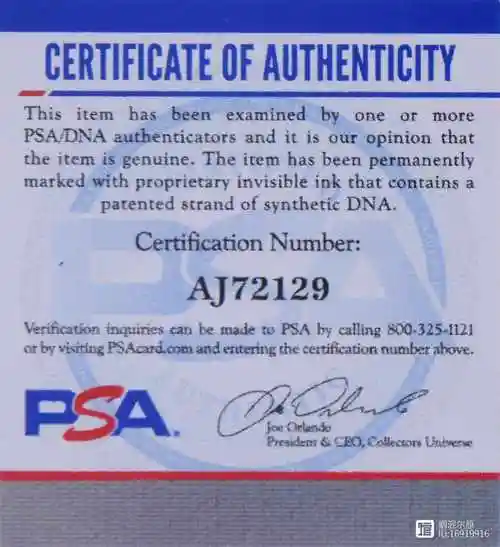 CERTIFICATE OF AUTHENTICITY
This item has been examined by one or more
PSA/DNA authenticators and it is our opinion that
the item is genuine. The item has been permanently
marked with proprietary invisible ink that contains a
patented strand of synthetic DNA.
Certification Number:
AJ72129
Verification inquiries can be made to PSA by calling 800-325-1121
or by visiting PSAcard.com and entering the certification number above.
PSA.
Joe Orlando
President & CEO, Collectors Universe
ID:16919916